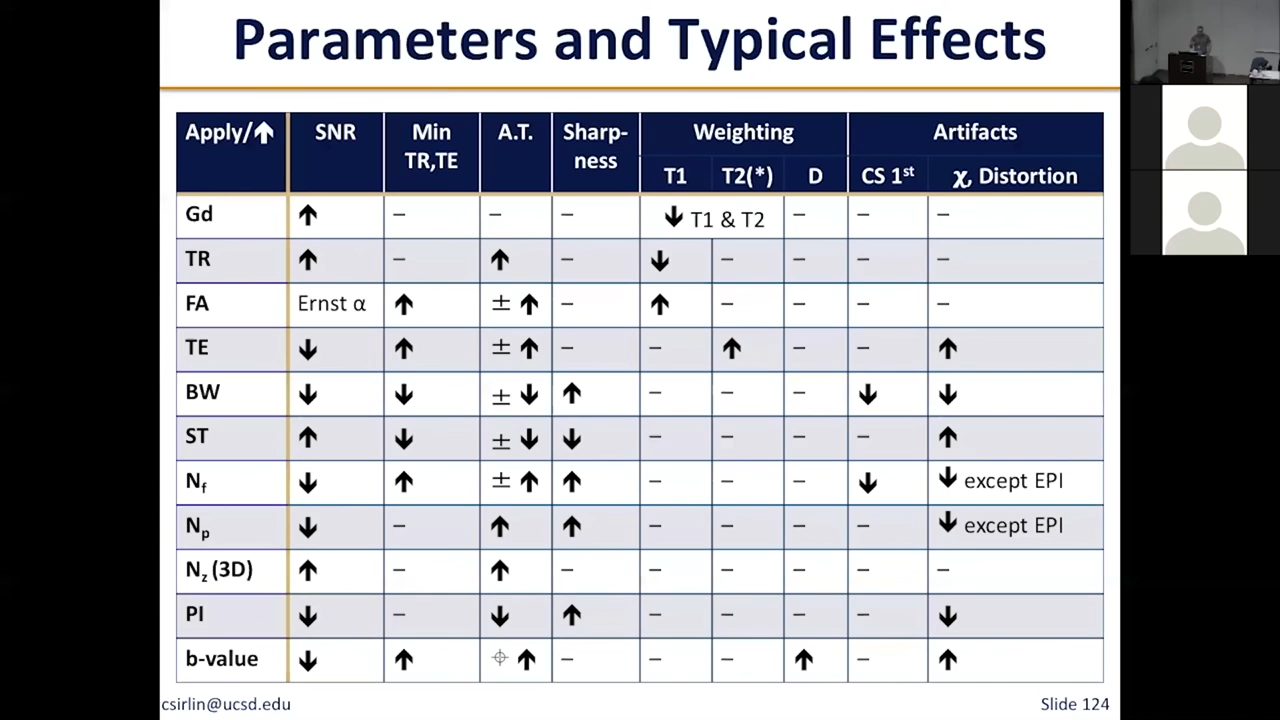 Parameters and Typical Effects
Apply/↑ SNR Min TR,TE A.T. Sharp-ness Weighting Artifacts
T1 T2(*) D CS 1st χ, Distortion
Gd ↑ – – – ↓ T1 & T2 – – –
TR ↑ – ↑ – ↓ – – – –
FA Ernst α ↑ ± ↑ – ↑ – – – –
TE ↓ ↑ ± ↑ – – ↑ – – ↑
BW ↓ ↓ ± ↓ ↑ – – – ↓ ↓
ST ↑ ↓ ± ↓ ↓ – – – – ↑
Nf ↓ ↑ ± ↑ ↑ – – – ↓ ↓ except EPI
Np ↓ – ↑ ↑ – – – – ↓ except EPI
Nz (3D) ↑ – ↑ – – – – – –
PI ↓ – ↓ ↑ – – – – ↓
b-value ↓ ↑ ↑ – – – ↑ – ↑
csirlin@ucsd.edu Slide 124